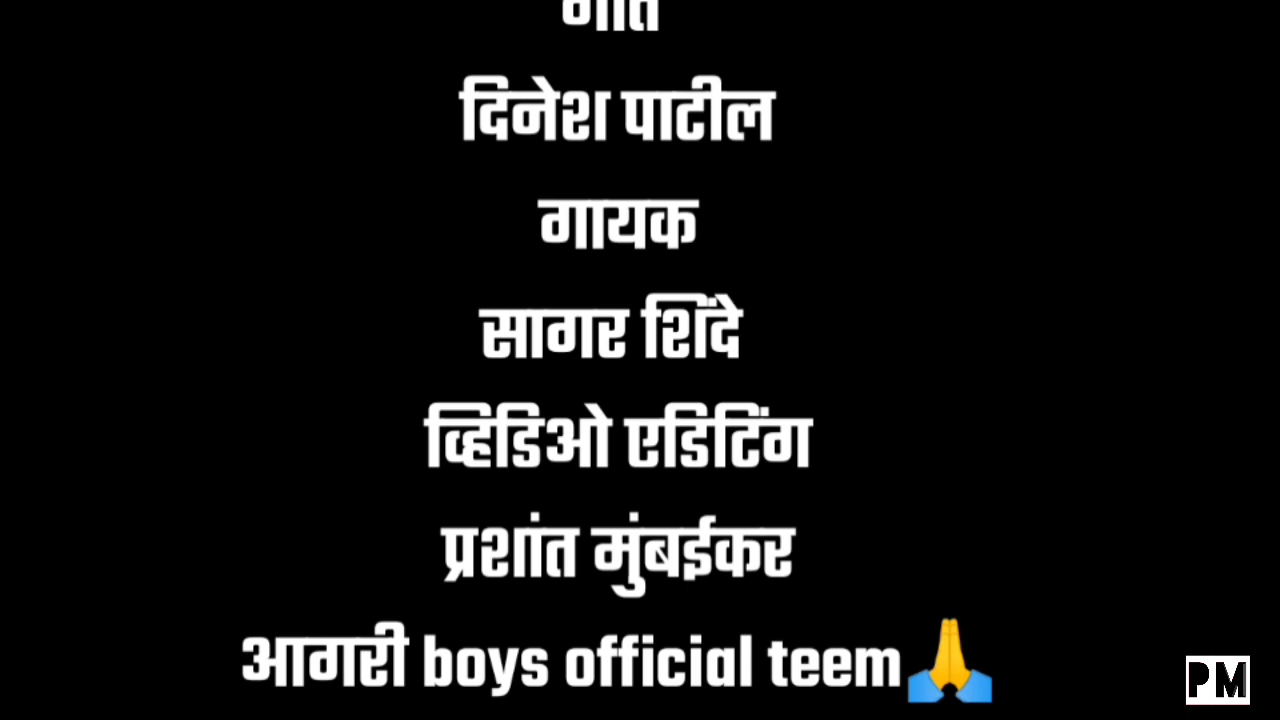 गीत
दिनेश पाटील
गायक
सागर शिंदे
व्हिडिओ एडिटिंग
प्रशांत मुंबईकर
आगरी boys official teem🙏
PM